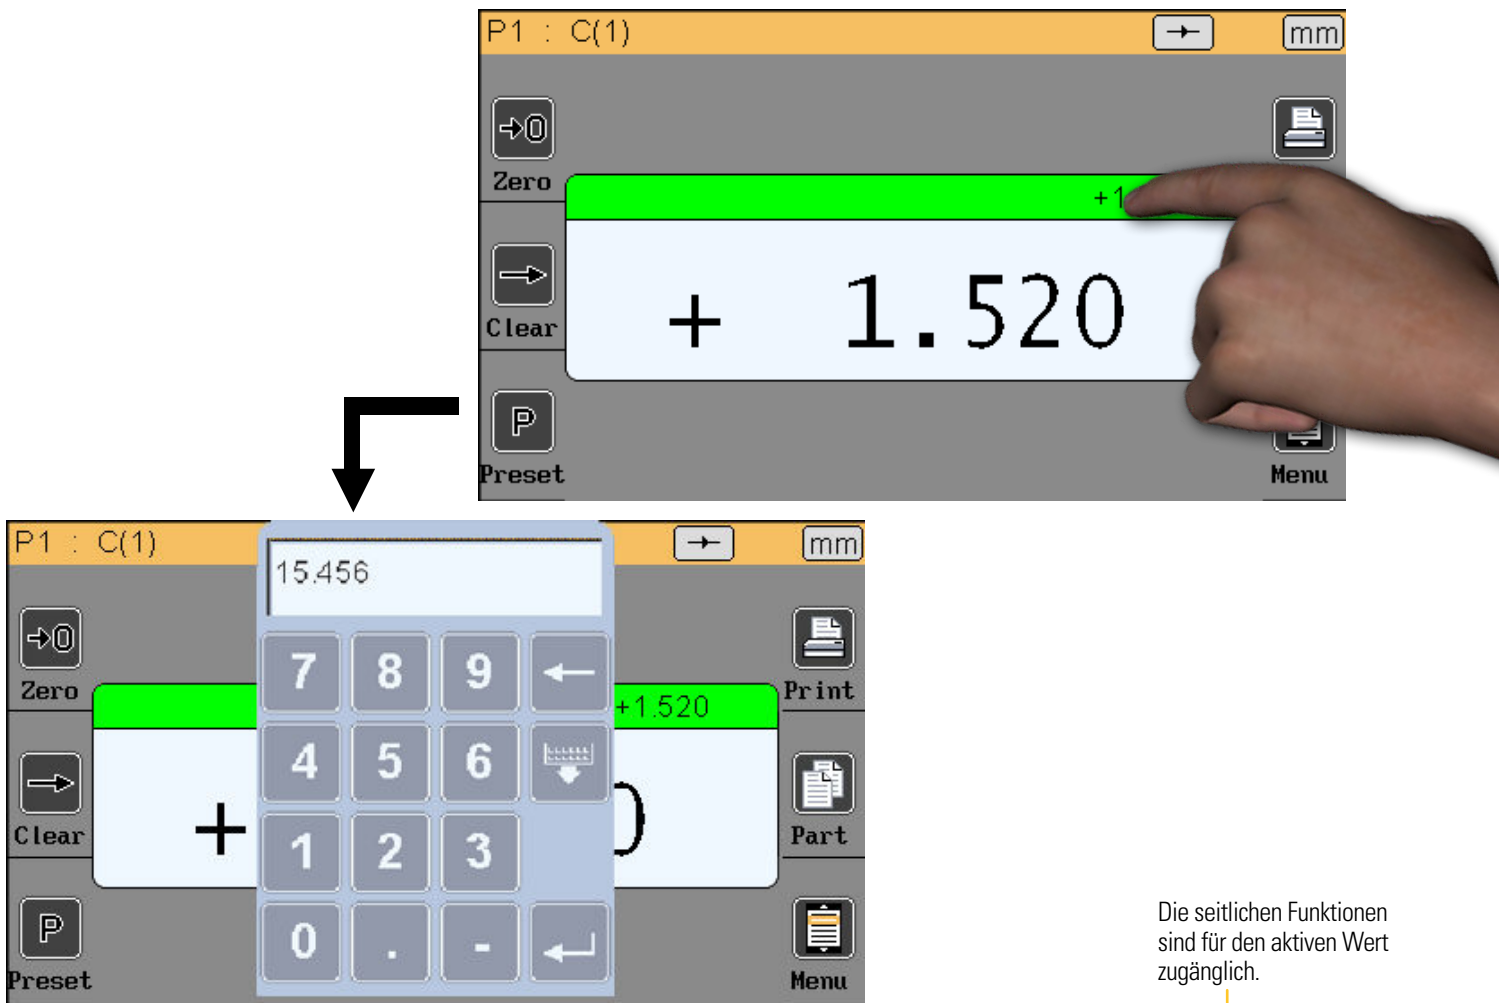 P1 : C(1)
mm
Zero
+1
Clear
+ 1.520
P
Preset
Menu
P1 : C(1)
15.456
mm
0
7 8 9
Zero
+1.520
Print
4 5 6
+
Clear
1 2 3
Part
P
0 . -
Preset
Menu
Die seitlichen Funktionen
sind für den aktiven Wert
zugänglich.